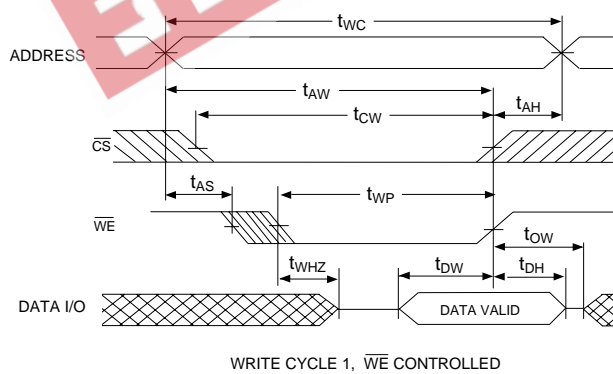 tWC
ADDRESS
tAW
tAH
tCW
CS
tAS
tWP
WE
tOW
tWHZ
tDW
tDH
DATA I/O
DATA VALID
WRITE CYCLE 1, WE CONTROLLED